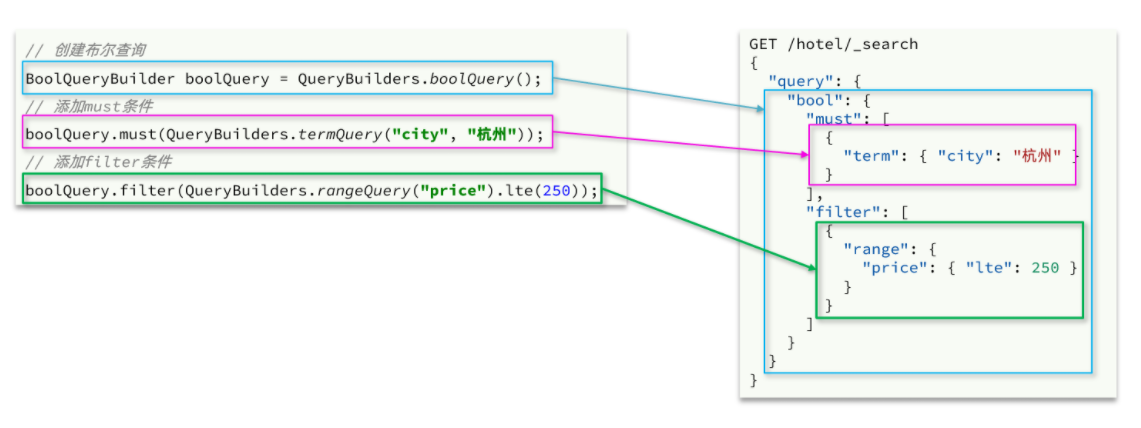 // 创建布尔查询
BoolQueryBuilder boolQuery = QueryBuilders.boolQuery();
// 添加must条件
boolQuery.must(QueryBuilders.termQuery("city", "杭州"));
// 添加filter条件
boolQuery.filter(QueryBuilders.rangeQuery("price").lte(250));
GET /hotel/_search
{
  "query": {
    "bool": {
      "must": [
        {
          "term": { "city": "杭州" }
        }
      ],
      "filter": [
        {
          "range": {
            "price": { "lte": 250 }
          }
        }
      ]
    }
  }
}